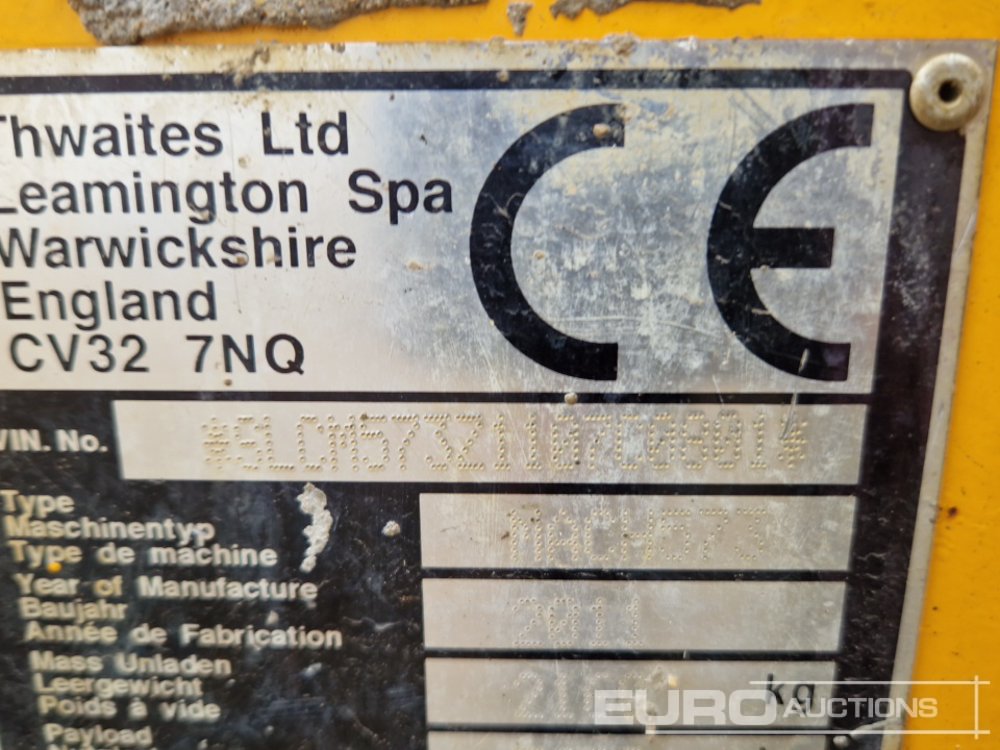 Thwaites Ltd
Leamington Spa
Warwickshire
England
CV32 7NQ
CE
VIN. No.
Type
Maschinentyp
Type de machine
MACH573
Year of Manufacture
Baujahr
Année de Fabrication
2011
Mass Unladen
Leergewicht
Poids à vide
kg
Payload
EURO AUCTIONS